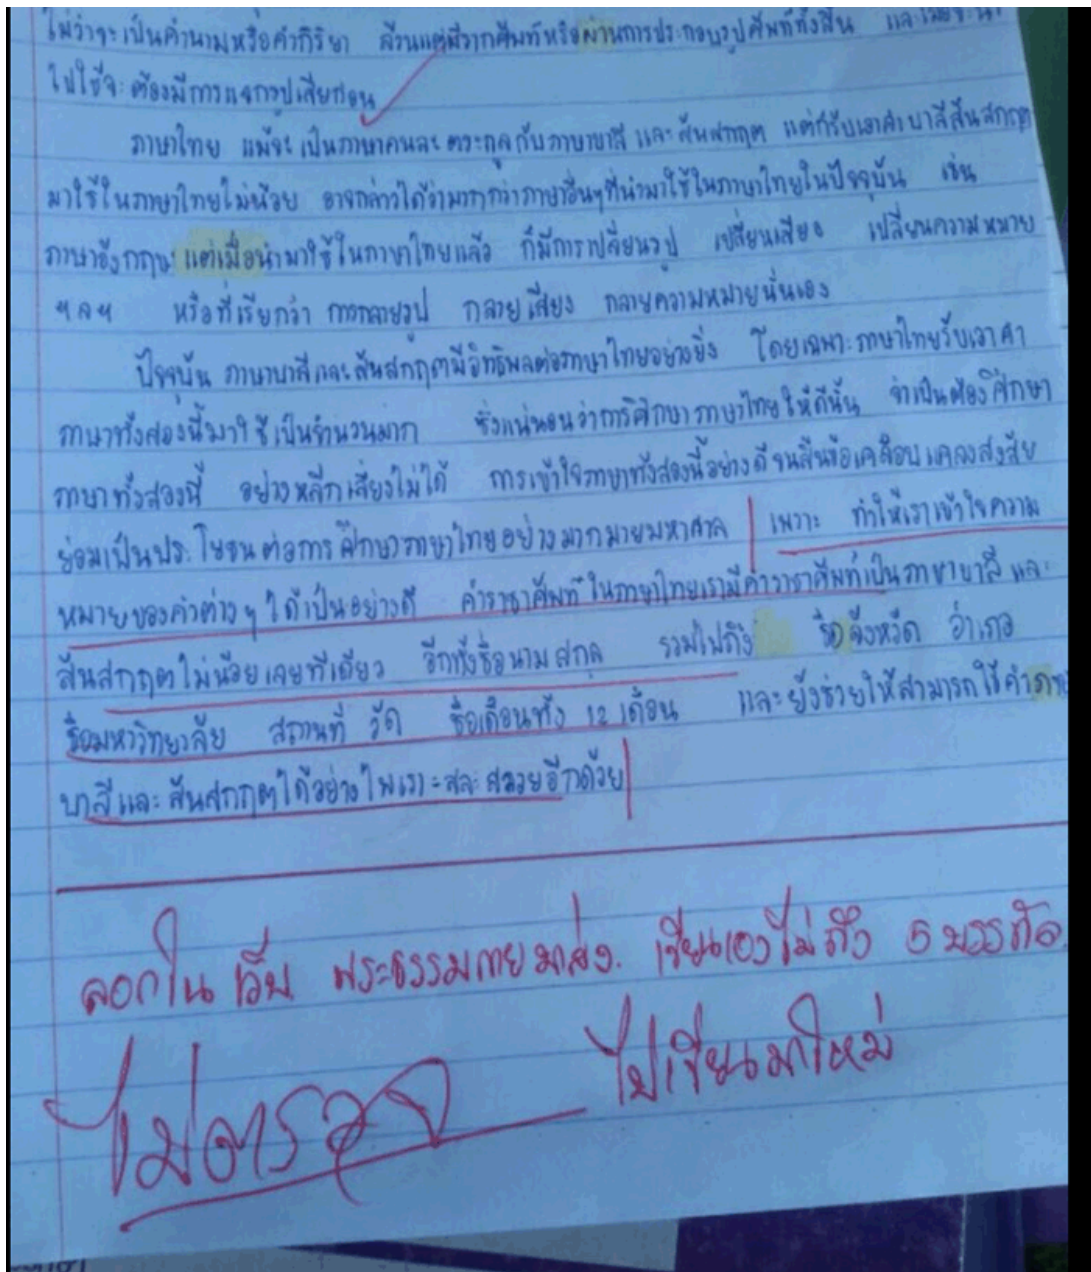 ไม่ว่าจะเป็นคำนามหรือคำกิริยา ล้วนแต่มีรากศัพท์หรือผ่านการประกอบรูปศัพท์ทั้งสิ้น และเมื่อจะนำ
ไปใช้จะต้องมีการแจกรูปเสียก่อน
ภาษาไทย แม้จะเป็นภาษาคนละตระกูลกับภาษาบาลี และสันสกฤต แต่ก็รับเอาคำบาลีสันสกฤต
มาใช้ในภาษาไทยไม่น้อย อาจกล่าวได้ว่ามากกว่าภาษาอื่นๆที่นำมาใช้ในภาษาไทยในปัจจุบัน เช่น
ภาษาอังกฤษ แต่เมื่อนำมาใช้ในภาษาไทยแล้ว ก็มีการเปลี่ยนรูป เปลี่ยนเสียง เปลี่ยนความหมาย
ฯลฯ หรือที่เรียกว่า การกลายรูป กลายเสียง กลายความหมายนั่นเอง
ปัจจุบัน ภาษาบาลีและสันสกฤตมีอิทธิพลต่อภาษาไทยอย่างยิ่ง โดยเฉพาะภาษาไทยรับเอาคำ
ภาษาทั้งสองนี้มาใช้เป็นจำนวนมาก ซึ่งแน่นอนว่าการศึกษาภาษาไทยให้ดีนั้น จำเป็นต้องศึกษา
ภาษาทั้งสองนี้ อย่างหลีกเลี่ยงไม่ได้ การเข้าใจภาษาทั้งสองนี้อย่างดีจนสิ้นข้อเคลือบแคลงสงสัย
ย่อมเป็นประโยชนต่อการศึกษาภาษาไทยอย่างมากมายมหาศาล เพราะ ทำให้เราเข้าใจความ
หมายของคำต่างๆได้เป็นอย่างดี คำราชาศัพท์ในภาษาไทยเรามีคำราชาศัพท์เป็นภาษาบาลี และ
สันสกฤตไม่น้อยเลยทีเดียว อีกทั้งชื่อนามสกุล รวมไปถึง ชื่อจังหวัด อำเภอ
ชื่อมหาวิทยาลัย สถานที่ วัด ชื่อเดือนทั้ง 12 เดือน และยังช่วยให้สามารถใช้คำ
บาลีและสันสกฤตได้อย่างไพเราะสละสลวยอีกด้วย
ลอกใน เว็บ พระธรรมกายมาส่ง. เขียนเองไม่ถึง 5 บรรทัด
ไม่ตรวจ ไปเขียนมาใหม่